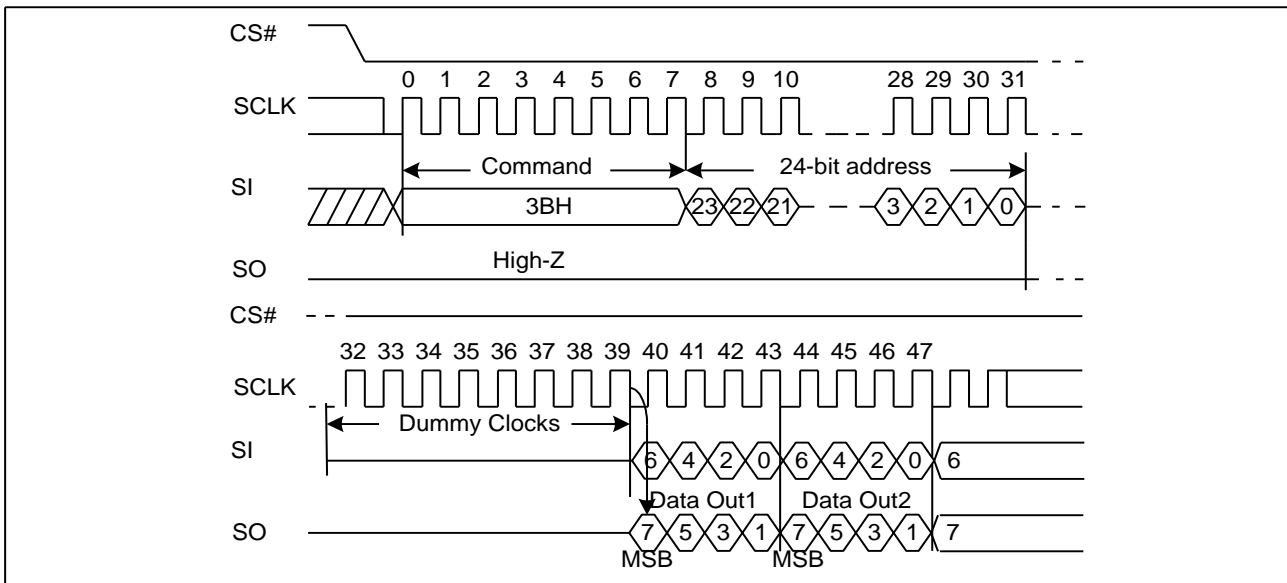 CS#
0 1 2 3 4 5 6 7 8 9 10 28 29 30 31
SCLK
Command 24-bit address
SI
3BH 23 22 21 3 2 1 0
High-Z
SO
CS#
32 33 34 35 36 37 38 39 40 41 42 43 44 45 46 47
SCLK
Dummy Clocks
SI
6 4 2 0 6 4 2 0 6
Data Out1 Data Out2
SO
7 5 3 1 7 5 3 1 7
MSB MSB